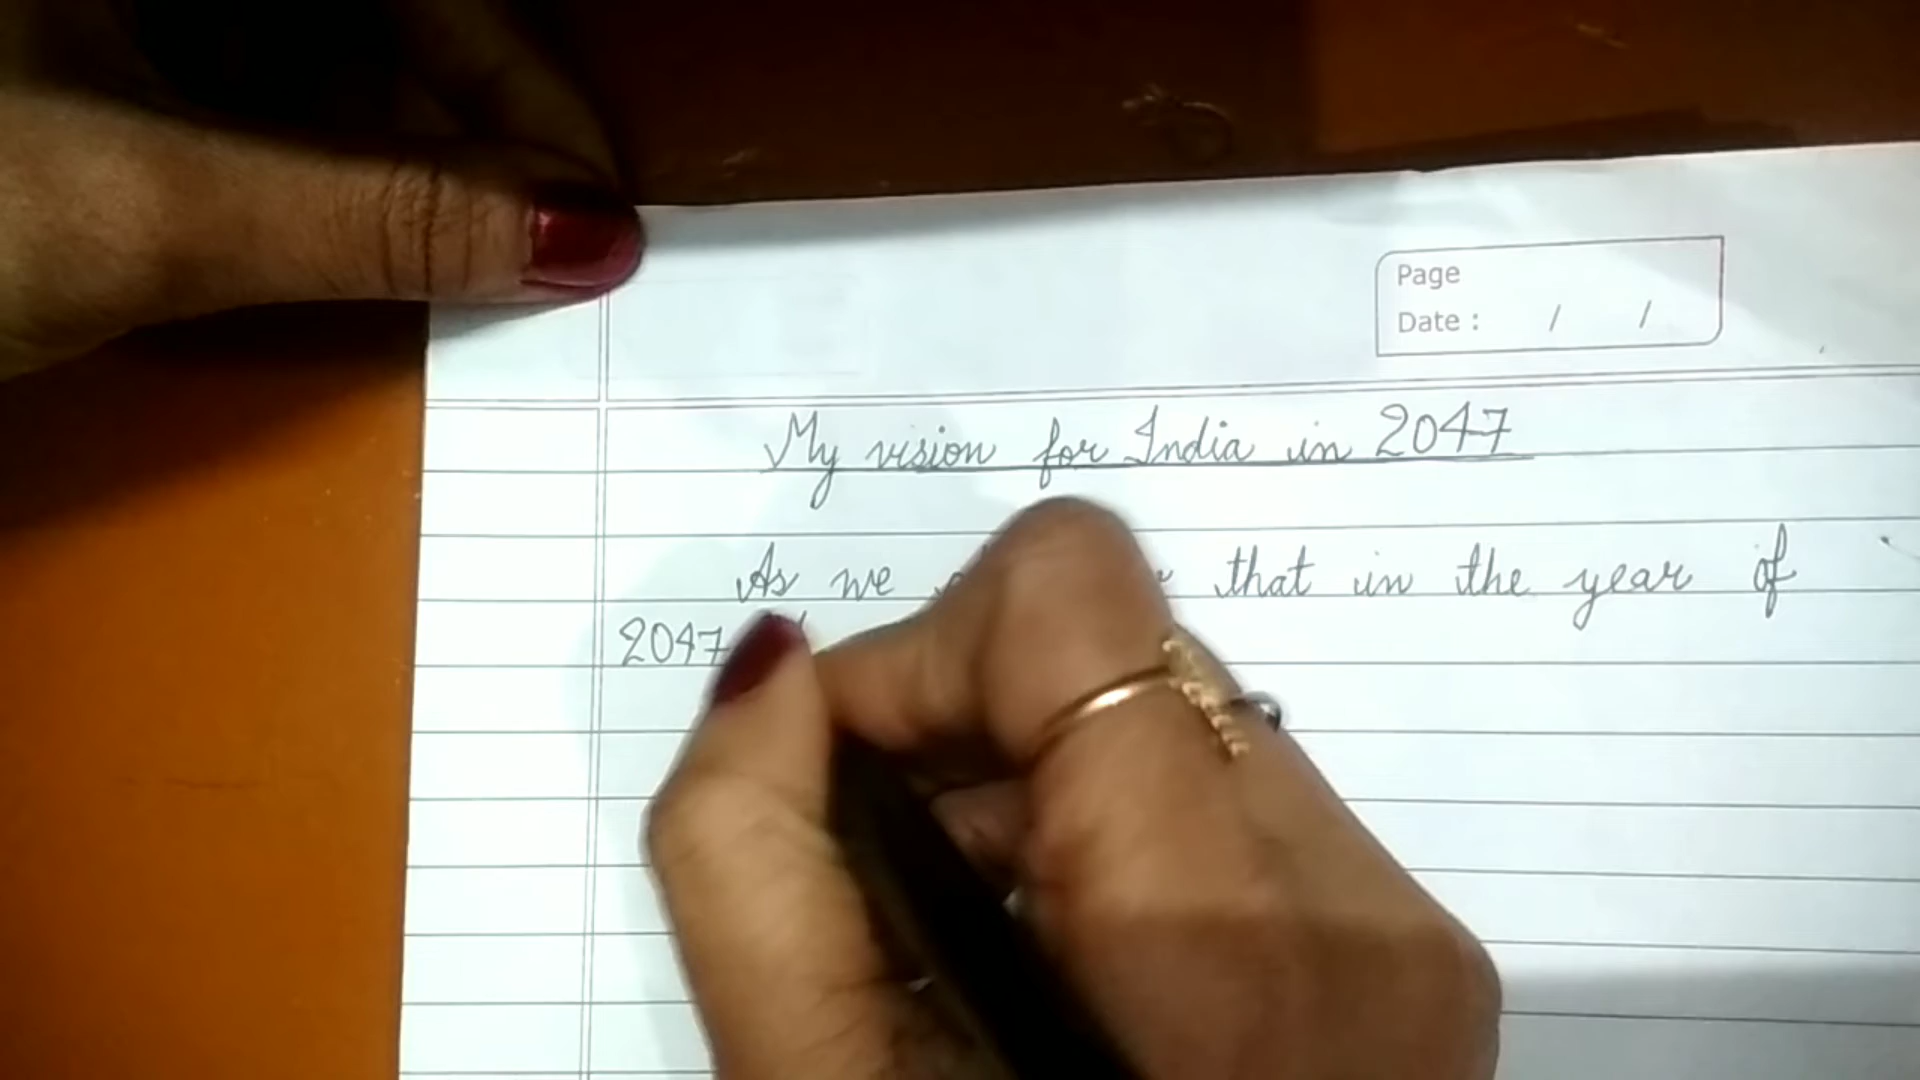 Page
Date : / /
My vision for India in 2047
As we that in the year of
2047